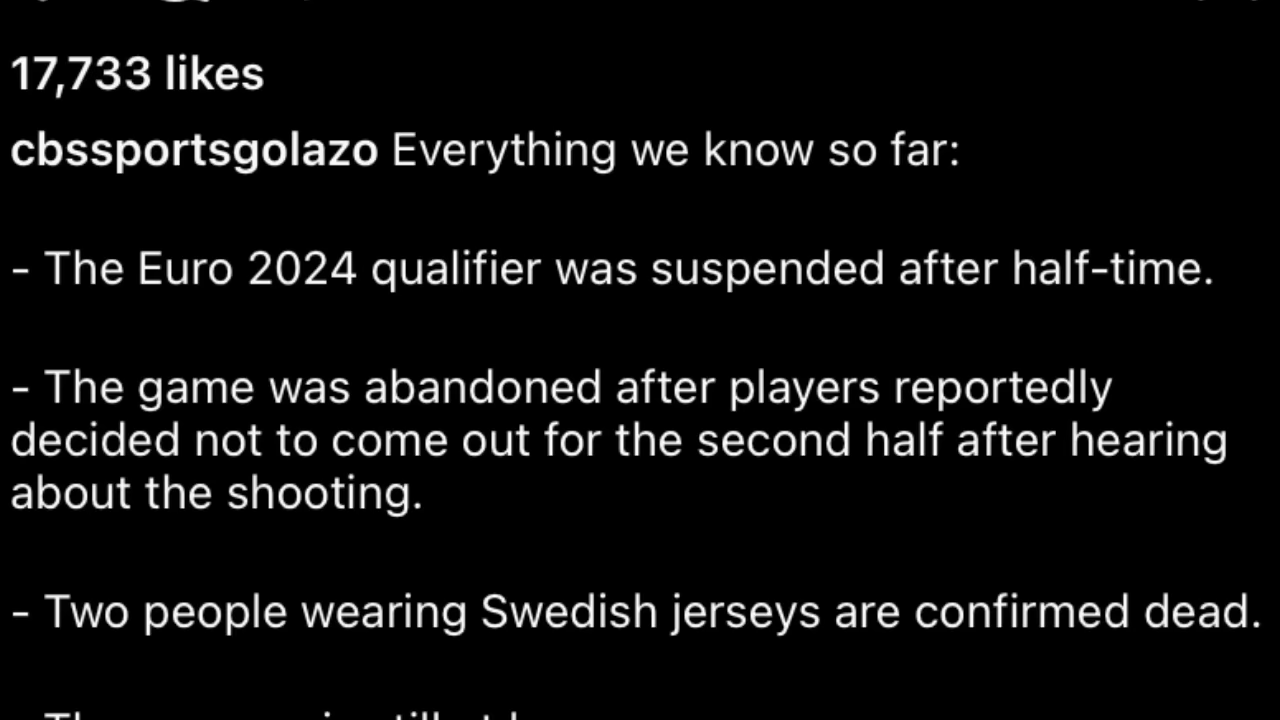 17,733 likes
cbssportsgolazo Everything we know so far:
- The Euro 2024 qualifier was suspended after half-time.
- The game was abandoned after players reportedly
decided not to come out for the second half after hearing
about the shooting.
- Two people wearing Swedish jerseys are confirmed dead.